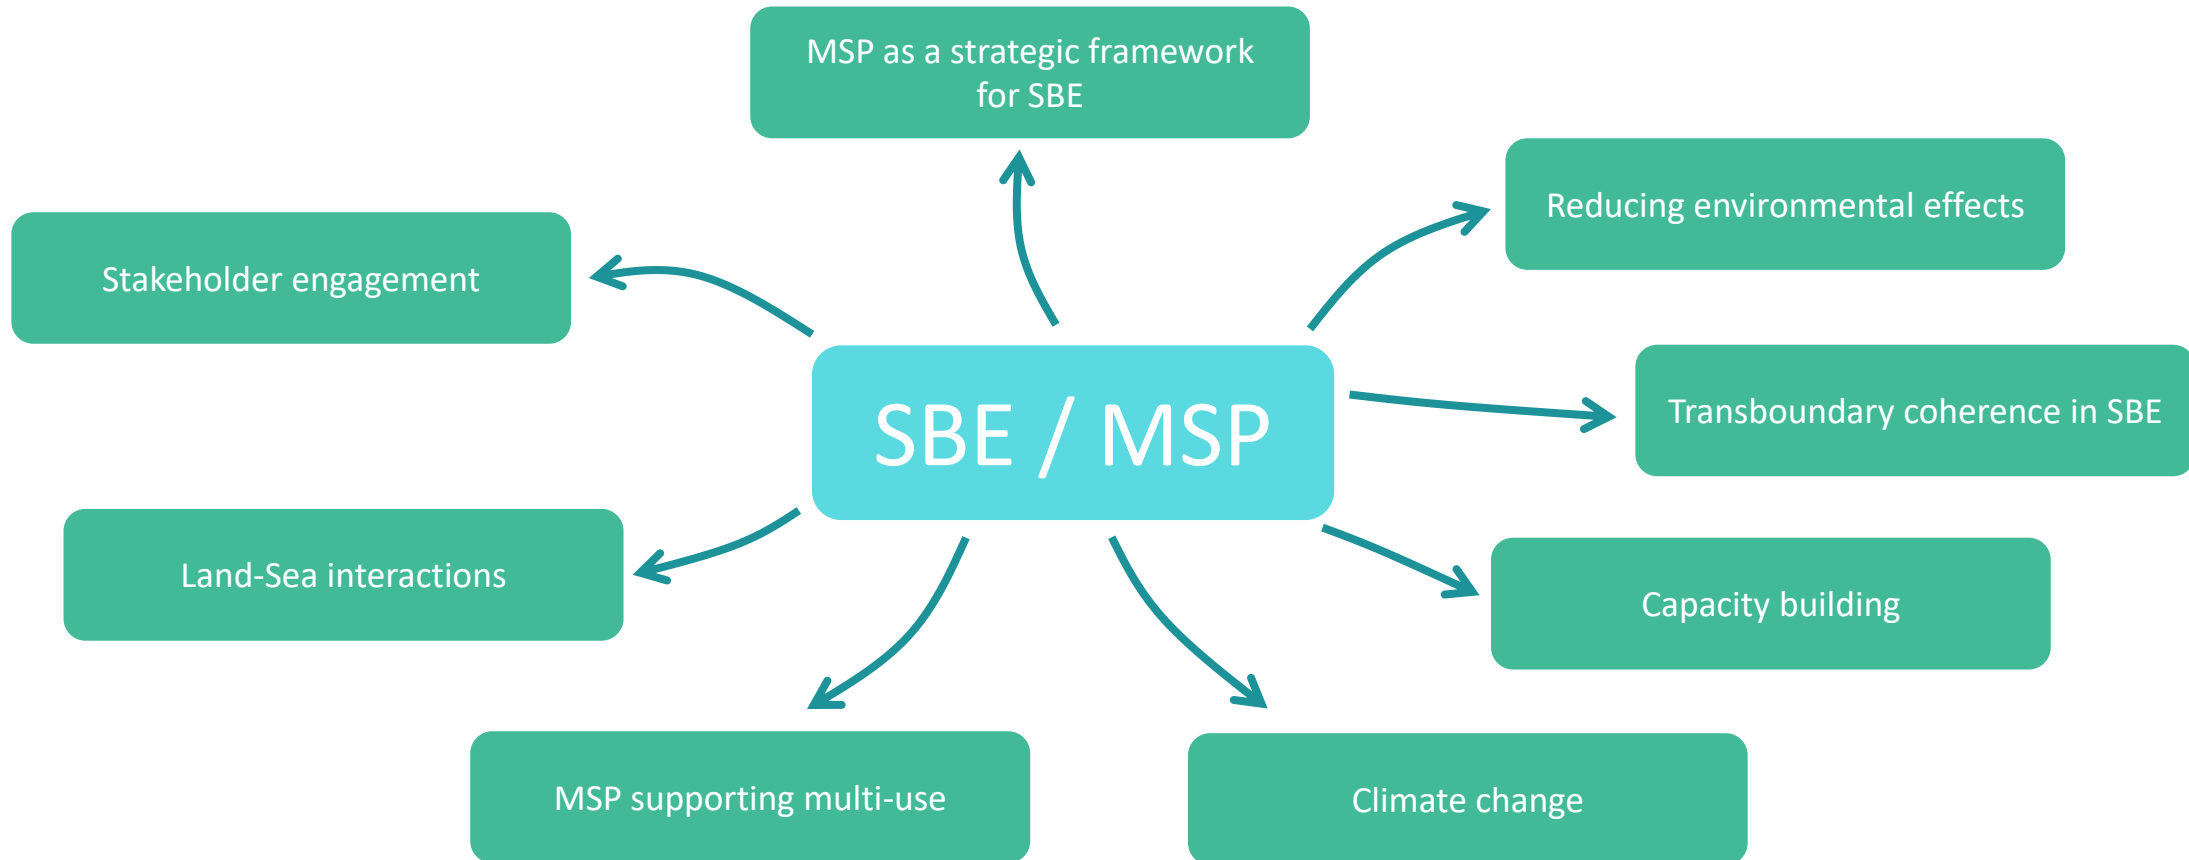 MSP as a strategic framework
for SBE
Reducing environmental effects
Stakeholder engagement
Transboundary coherence in SBE
SBE / MSP
Land-Sea interactions
Capacity building
MSP supporting multi-use
Climate change